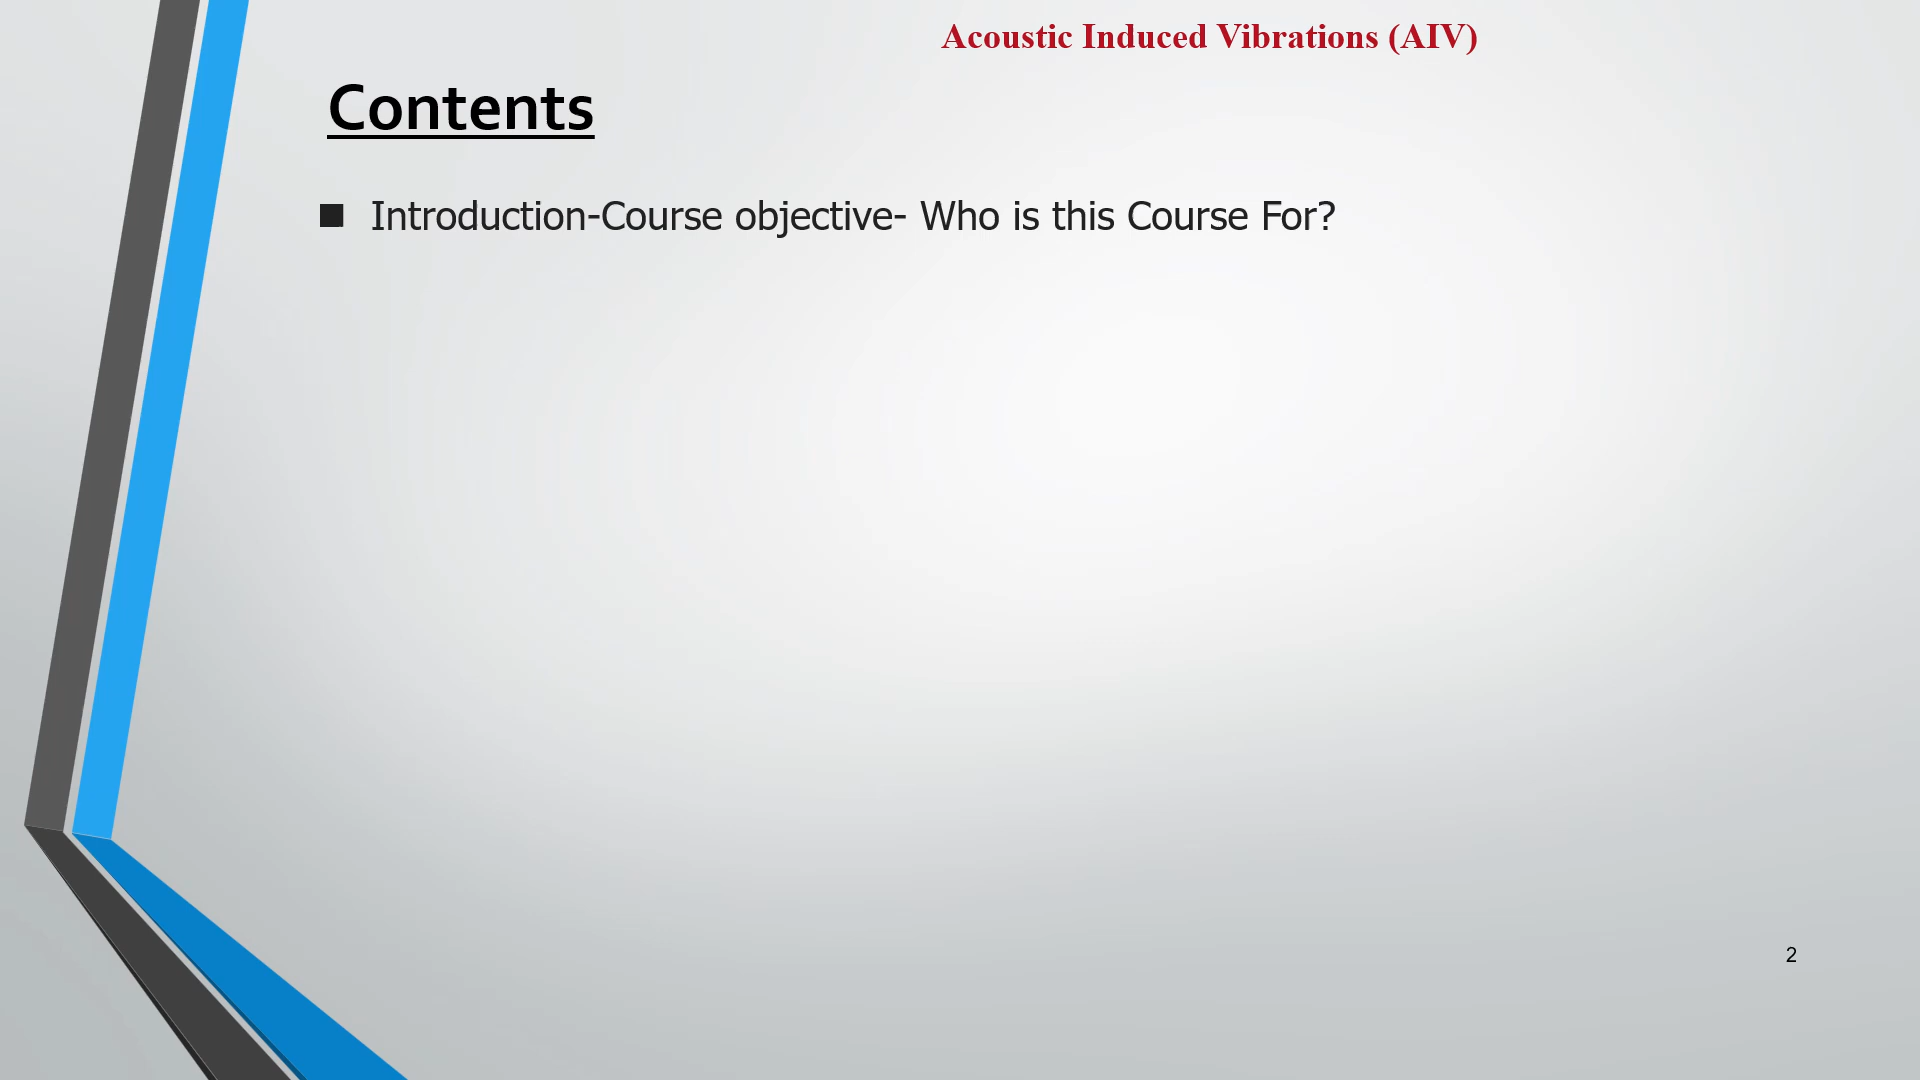 Acoustic Induced Vibrations (AIV)
Contents
Introduction-Course objective- Who is this Course For?
2